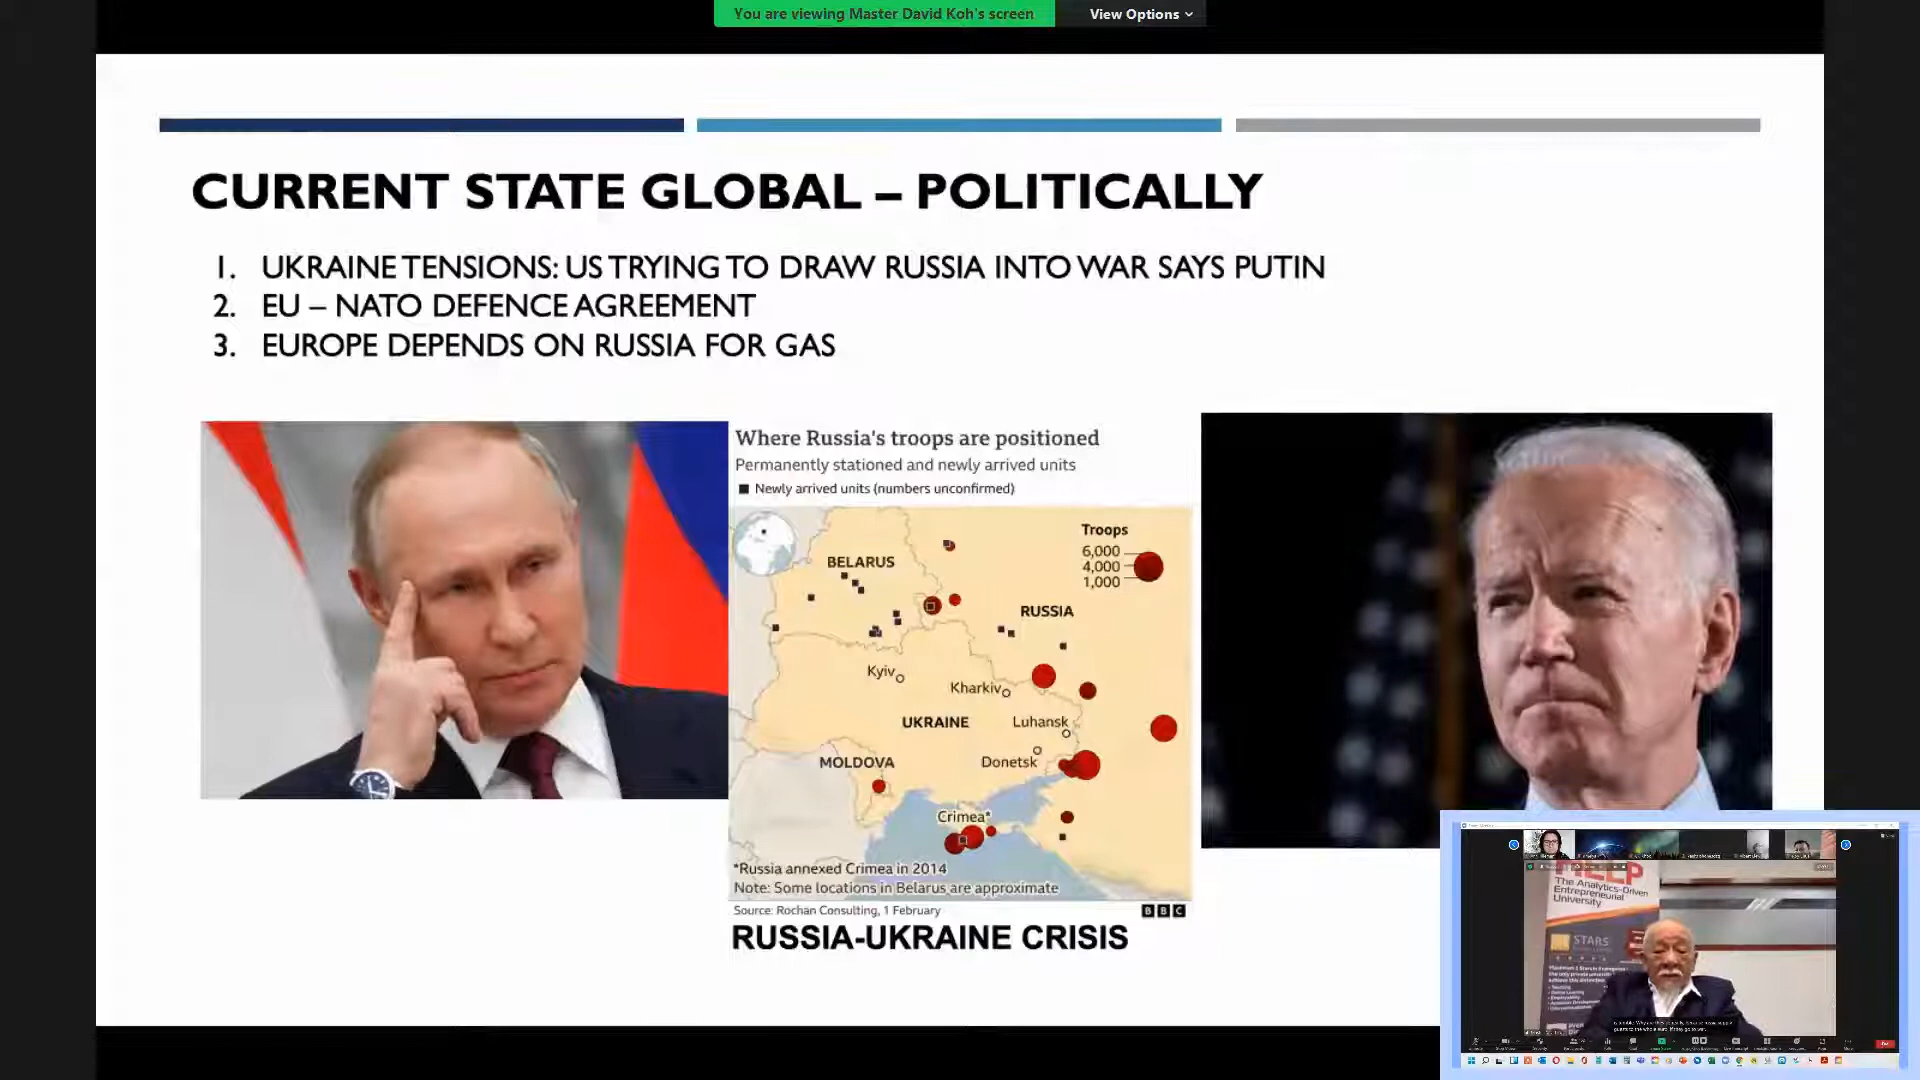 You are viewing Master David Koh's screen
View Options
CURRENT STATE GLOBAL – POLITICALLY
1. UKRAINE TENSIONS: US TRYING TO DRAW RUSSIA INTO WAR SAYS PUTIN
2. EU – NATO DEFENCE AGREEMENT
3. EUROPE DEPENDS ON RUSSIA FOR GAS
Where Russia's troops are positioned
Permanently stationed and newly arrived units
Newly arrived units (numbers unconfirmed)
Troops
6,000
4,000
1,000
BELARUS
RUSSIA
Kyiv
Kharkiv
UKRAINE
Luhansk
MOLDOVA
Donetsk
Crimea*
*Russia annexed Crimea in 2014
Note: Some locations in Belarus are approximate
Source: Rochan Consulting, 1 February
BBC
RUSSIA-UKRAINE CRISIS
HELP
The Analytics-Driven
Entrepreneurial
University
STARS